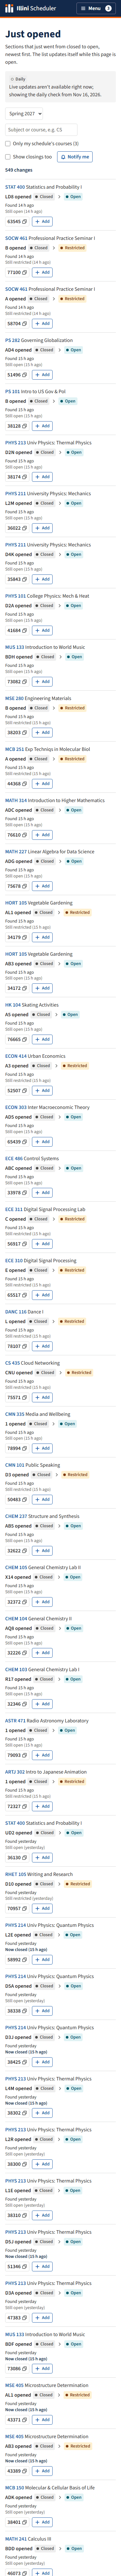 Illini Scheduler
Menu 3
Just opened
Sections that just went from closed to open,
newest first. The list updates itself while this page is
open.
Daily
Live updates aren't available right now;
showing the daily check from Nov 16, 2026.
Spring 2027
Subject or course, e.g. CS
Only my schedule's courses (3)
Show closings too
Notify me
549 changes
STAT 400 Statistics and Probability I
LD8 opened Closed > Open
Found 14 h ago
Still open (14 h ago)
63545 + Add
SOCW 461 Professional Practice Seminar I
B opened Closed > Restricted
Found 14 h ago
Still restricted (14 h ago)
77100 + Add
SOCW 461 Professional Practice Seminar I
A opened Closed > Restricted
Found 14 h ago
Still restricted (14 h ago)
58704 + Add
PS 282 Governing Globalization
AD4 opened Closed > Open
Found 15 h ago
Still open (15 h ago)
51496 + Add
PS 101 Intro to US Gov & Pol
B opened Closed > Open
Found 15 h ago
Still open (15 h ago)
38128 + Add
PHYS 213 Univ Physics: Thermal Physics
D2N opened Closed > Open
Found 15 h ago
Still open (15 h ago)
38174 + Add
PHYS 211 University Physics: Mechanics
L2M opened Closed > Open
Found 15 h ago
Still open (15 h ago)
36022 + Add
PHYS 211 University Physics: Mechanics
D4K opened Closed > Open
Found 15 h ago
Still open (15 h ago)
35843 + Add
PHYS 101 College Physics: Mech & Heat
D2A opened Closed > Open
Found 15 h ago
Still open (15 h ago)
41684 + Add
MUS 133 Introduction to World Music
BDH opened Closed > Open
Found 15 h ago
Still open (15 h ago)
73082 + Add
MSE 280 Engineering Materials
B opened Closed > Restricted
Found 15 h ago
Still restricted (15 h ago)
38203 + Add
MCB 251 Exp Techniqs in Molecular Biol
A opened Closed > Restricted
Found 15 h ago
Still restricted (15 h ago)
44368 + Add
MATH 314 Introduction to Higher Mathematics
ADC opened Closed > Open
Found 15 h ago
Still open (15 h ago)
76610 + Add
MATH 227 Linear Algebra for Data Science
ADG opened Closed > Open
Found 15 h ago
Still open (15 h ago)
75678 + Add
HORT 105 Vegetable Gardening
AL1 opened Closed > Restricted
Found 15 h ago
Still restricted (15 h ago)
34179 + Add
HORT 105 Vegetable Gardening
AB3 opened Closed > Open
Found 15 h ago
Still open (15 h ago)
34172 + Add
HK 104 Skating Activities
AS opened Closed > Open
Found 15 h ago
Still open (15 h ago)
76665 + Add
ECON 414 Urban Economics
A3 opened Closed > Restricted
Found 15 h ago
Still restricted (15 h ago)
52507 + Add
ECON 303 Inter Macroeconomic Theory
AD5 opened Closed > Open
Found 15 h ago
Still open (15 h ago)
65439 + Add
ECE 486 Control Systems
ABC opened Closed > Open
Found 15 h ago
Still open (15 h ago)
33978 + Add
ECE 311 Digital Signal Processing Lab
C opened Closed > Restricted
Found 15 h ago
Still restricted (15 h ago)
56917 + Add
ECE 310 Digital Signal Processing
E opened Closed > Restricted
Found 15 h ago
Still restricted (15 h ago)
65517 + Add
DANC 116 Dance I
L opened Closed > Restricted
Found 15 h ago
Still restricted (15 h ago)
78107 + Add
CS 435 Cloud Networking
CNU opened Closed > Restricted
Found 15 h ago
Still restricted (15 h ago)
75571 + Add
CMN 335 Media and Wellbeing
1 opened Closed > Open
Found 15 h ago
Still open (15 h ago)
78994 + Add
CMN 101 Public Speaking
D3 opened Closed > Restricted
Found 15 h ago
Still restricted (15 h ago)
50463 + Add
CHEM 237 Structure and Synthesis
AB5 opened Closed > Open
Found 15 h ago
Still open (15 h ago)
53622 + Add
CHEM 105 General Chemistry Lab II
X14 opened Closed > Open
Found 15 h ago
Still open (15 h ago)
32372 + Add
CHEM 104 General Chemistry II
AQ8 opened Closed > Open
Found 15 h ago
Still open (15 h ago)
32226 + Add
CHEM 103 General Chemistry Lab I
R17 opened Closed > Open
Found 15 h ago
Still open (15 h ago)
32346 + Add
ASTR 471 Radio Astronomy Laboratory
1 opened Closed > Open
Found 15 h ago
Still open (15 h ago)
79093 + Add
ARTJ 302 Intro to Japanese Animation
1 opened Closed > Restricted
Found 15 h ago
Still restricted (15 h ago)
72327 + Add
STAT 400 Statistics and Probability I
UD2 opened Closed > Open
Found yesterday
Still open (yesterday)
36130 + Add
RHET 105 Writing and Research
D10 opened Closed > Restricted
Found yesterday
Still restricted (yesterday)
70957 + Add
PHYS 214 Univ Physics: Quantum Physics
L2E opened Closed > Open
Found yesterday
Now closed (15 h ago)
58992 + Add
PHYS 214 Univ Physics: Quantum Physics
D5A opened Closed > Open
Found yesterday
Still open (yesterday)
38338 + Add
PHYS 214 Univ Physics: Quantum Physics
D3J opened Closed > Open
Found yesterday
Now closed (15 h ago)
38425 + Add
PHYS 213 Univ Physics: Thermal Physics
L4M opened Closed > Open
Found yesterday
Now closed (15 h ago)
38302 + Add
PHYS 213 Univ Physics: Thermal Physics
L2R opened Closed > Open
Found yesterday
Still open (yesterday)
38300 + Add
PHYS 213 Univ Physics: Thermal Physics
L1E opened Closed > Open
Found yesterday
Still open (yesterday)
38310 + Add
PHYS 213 Univ Physics: Thermal Physics
D5J opened Closed > Open
Found yesterday
Now closed (15 h ago)
51346 + Add
PHYS 213 Univ Physics: Thermal Physics
D3A opened Closed > Open
Found yesterday
Still open (yesterday)
47383 + Add
MUS 133 Introduction to World Music
BDF opened Closed > Open
Found yesterday
Now closed (15 h ago)
73086 + Add
MSE 405 Microstructure Determination
AL1 opened Closed > Restricted
Found yesterday
Now closed (15 h ago)
43371 + Add
MSE 405 Microstructure Determination
AB3 opened Closed > Restricted
Found yesterday
Now closed (15 h ago)
43389 + Add
MCB 150 Molecular & Cellular Basis of Life
ADK opened Closed > Open
Found yesterday
Still open (yesterday)
38401 + Add
MATH 241 Calculus III
BDD opened Closed > Open
Found yesterday
Still open (yesterday)
46073 + Add